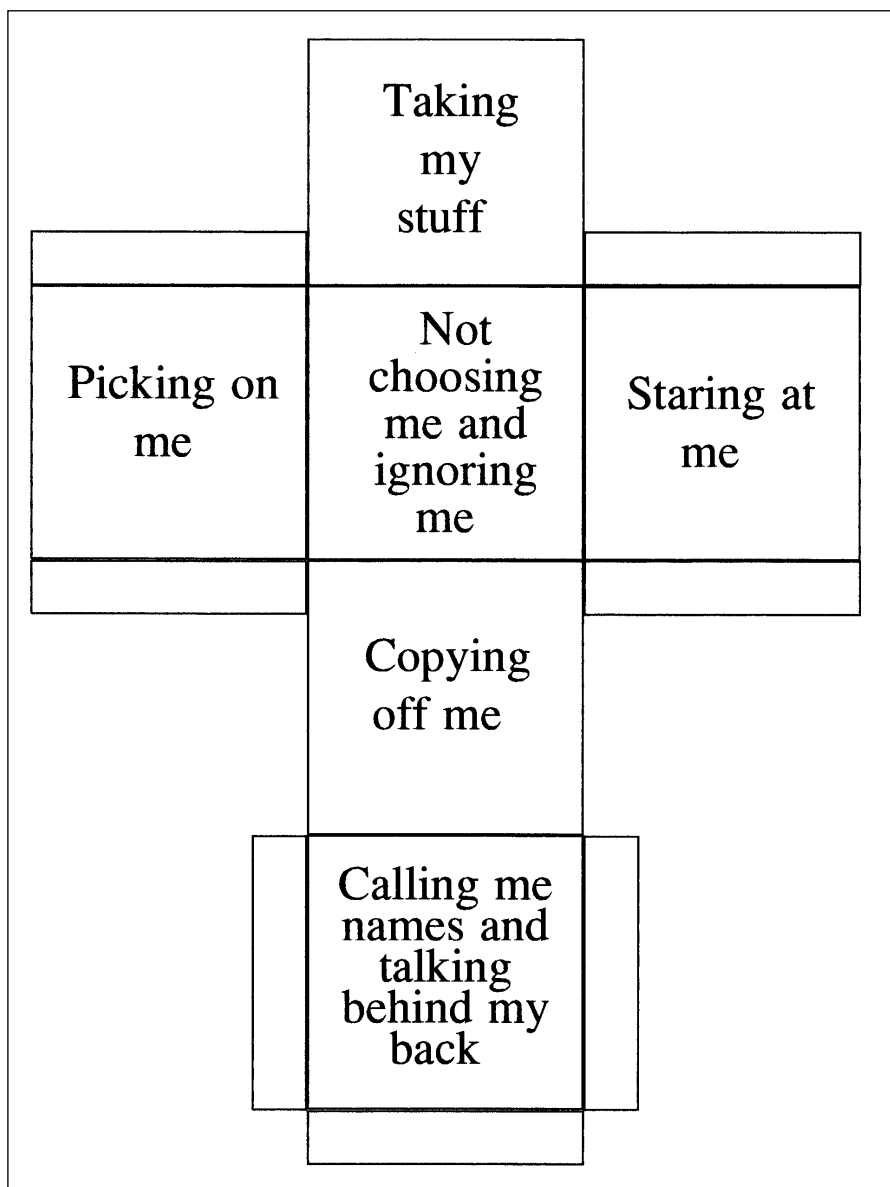 Taking
my
stuff
Picking on
me
Not
choosing
me and
ignoring
me
Staring at
me
Copying
off me
Calling me
names and
talking
behind my
back